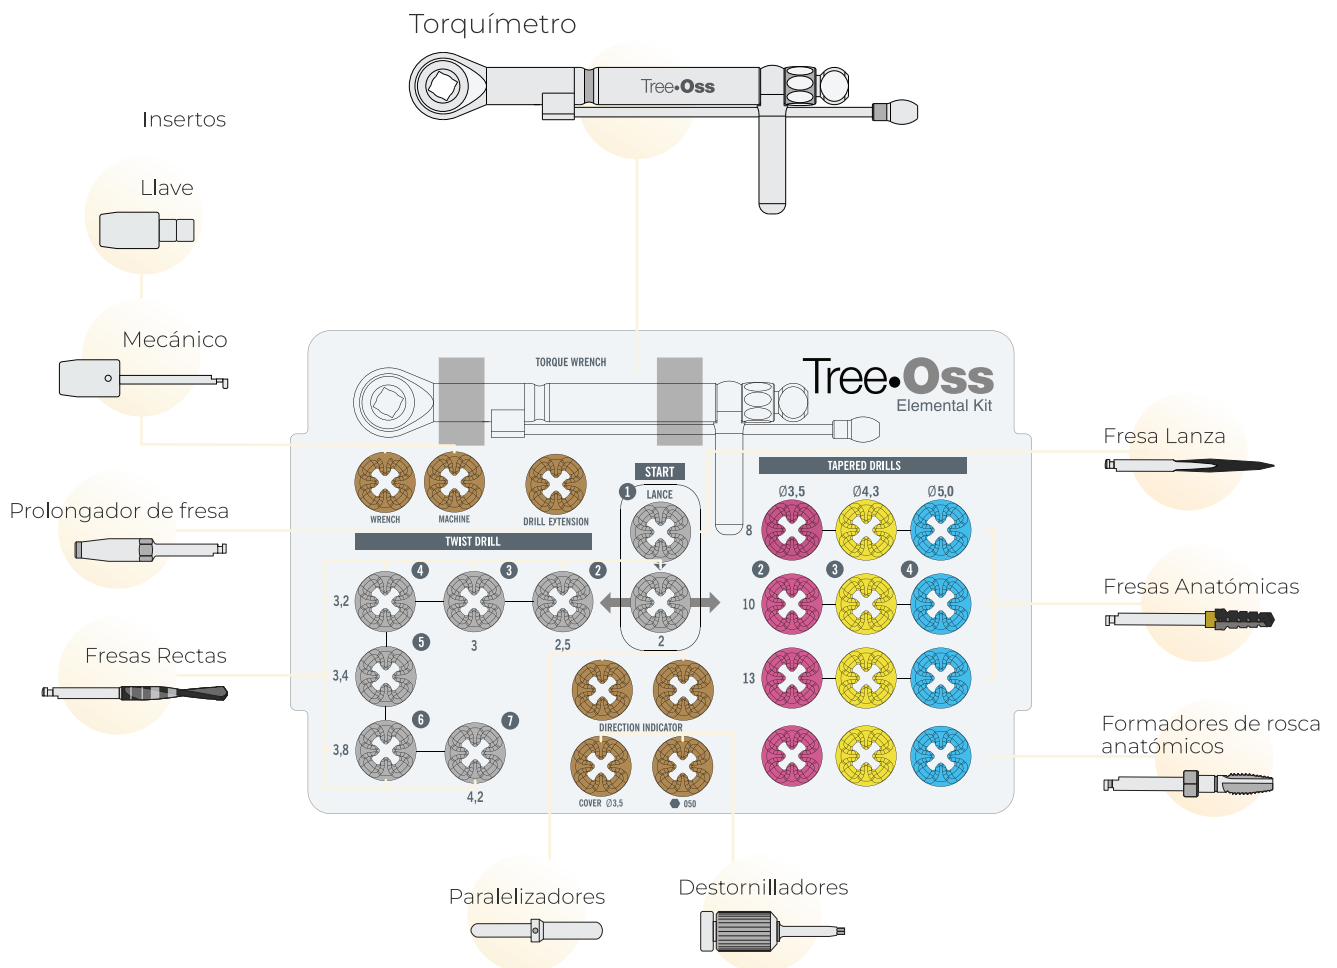 Torquímetro
Tree•Oss
Insertos
Llave
Mecánico
TORQUE WRENCH
Tree•Oss
Elemental Kit
Fresa Lanza
START
TAPERED DRILLS
1 LANCE
Ø3,5 Ø4,3 Ø5,0
Prolongador de fresa
WRENCH MACHINE DRILL EXTENSION
8
TWIST DRILL
4 3 2
2 3 4
Fresas Anatómicas
3,2
10
3 2,5 2
5
Fresas Rectas
3,4
13
6 7
DIRECTION INDICATOR
Formadores de rosca
anatómicos
3,8
4,2
COVER Ø3,5 050
Paralelizadores
Destornilladores